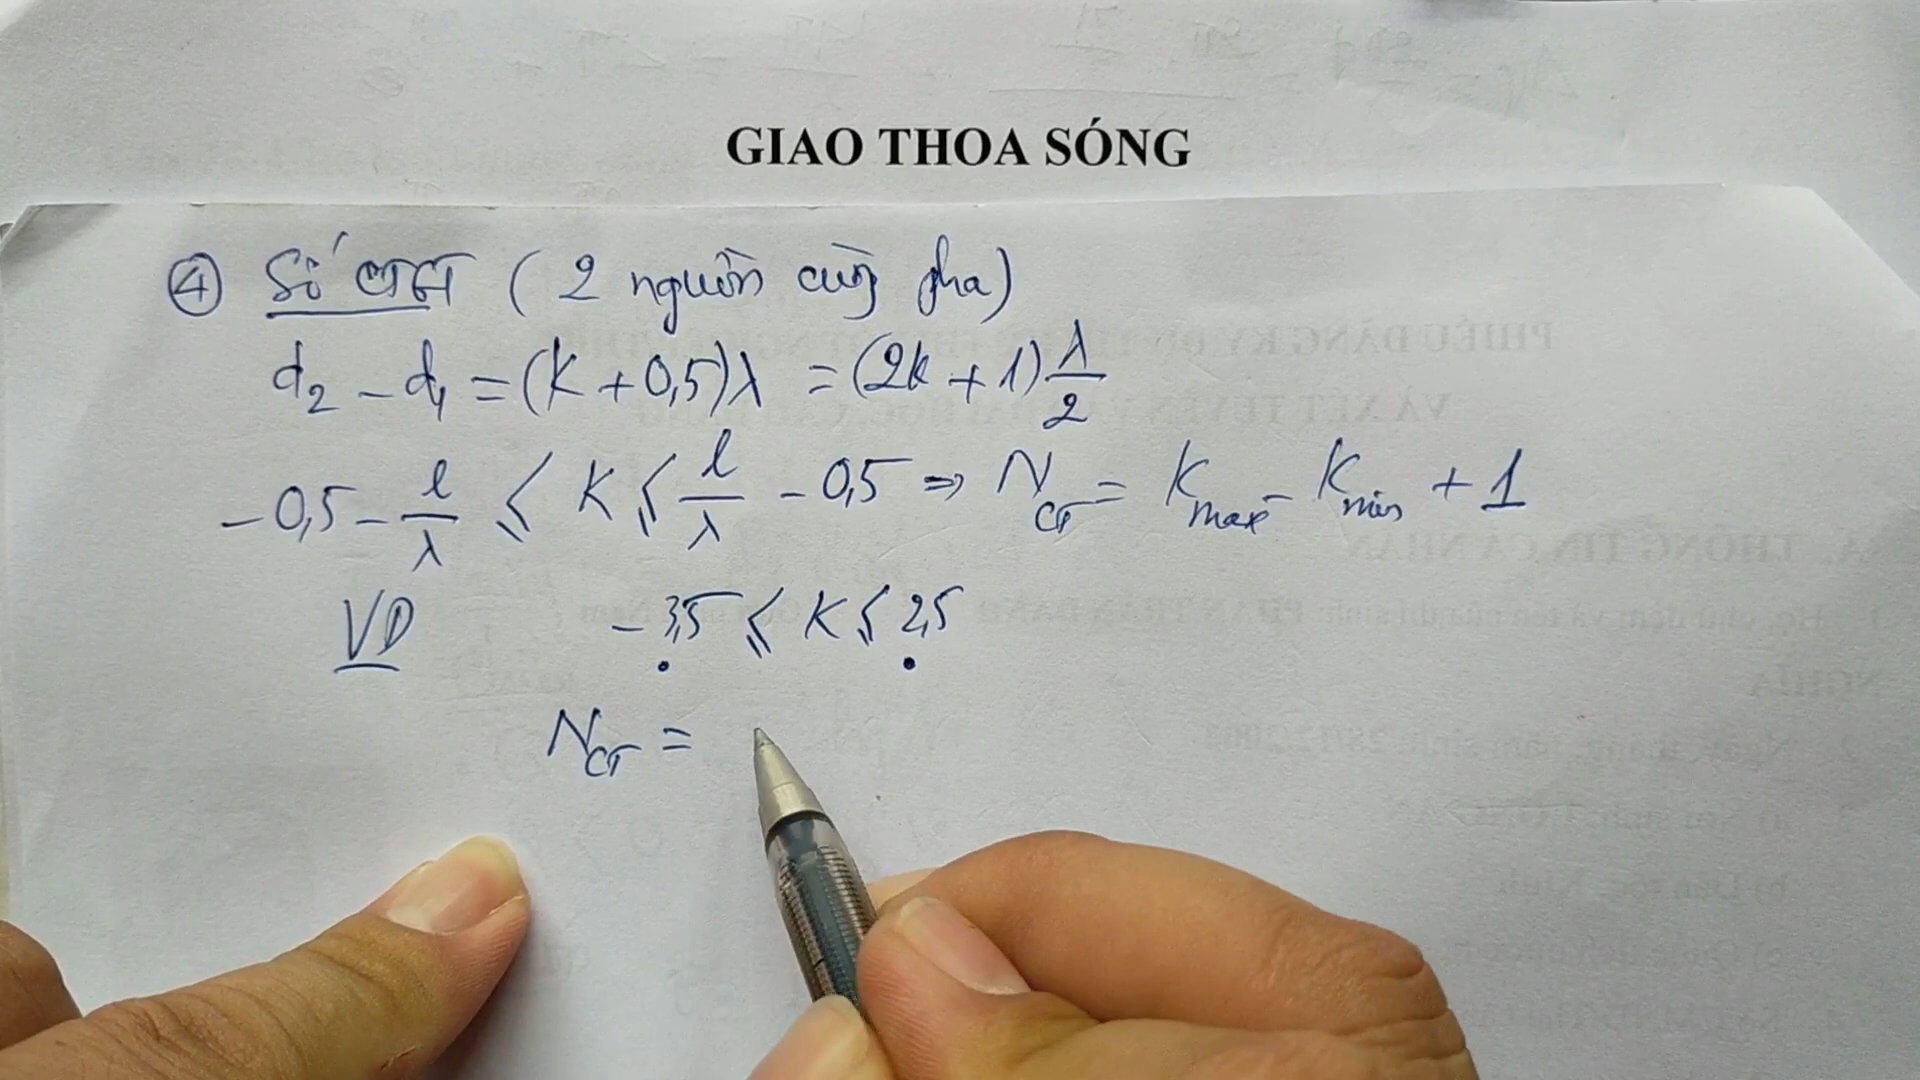 GIAO THOA SÓNG
④ Số CTGT (2 nguồn cùng pha)
d₂ - d₁ = (K + 0,5)λ = (2k + 1) λ/2
-0,5 - l/λ ⩽ K ⩽ l/λ - 0,5 ⇒ N_CT = K_max - K_min + 1
VD -3,5 ⩽ K ⩽ 2,5
N_CT =